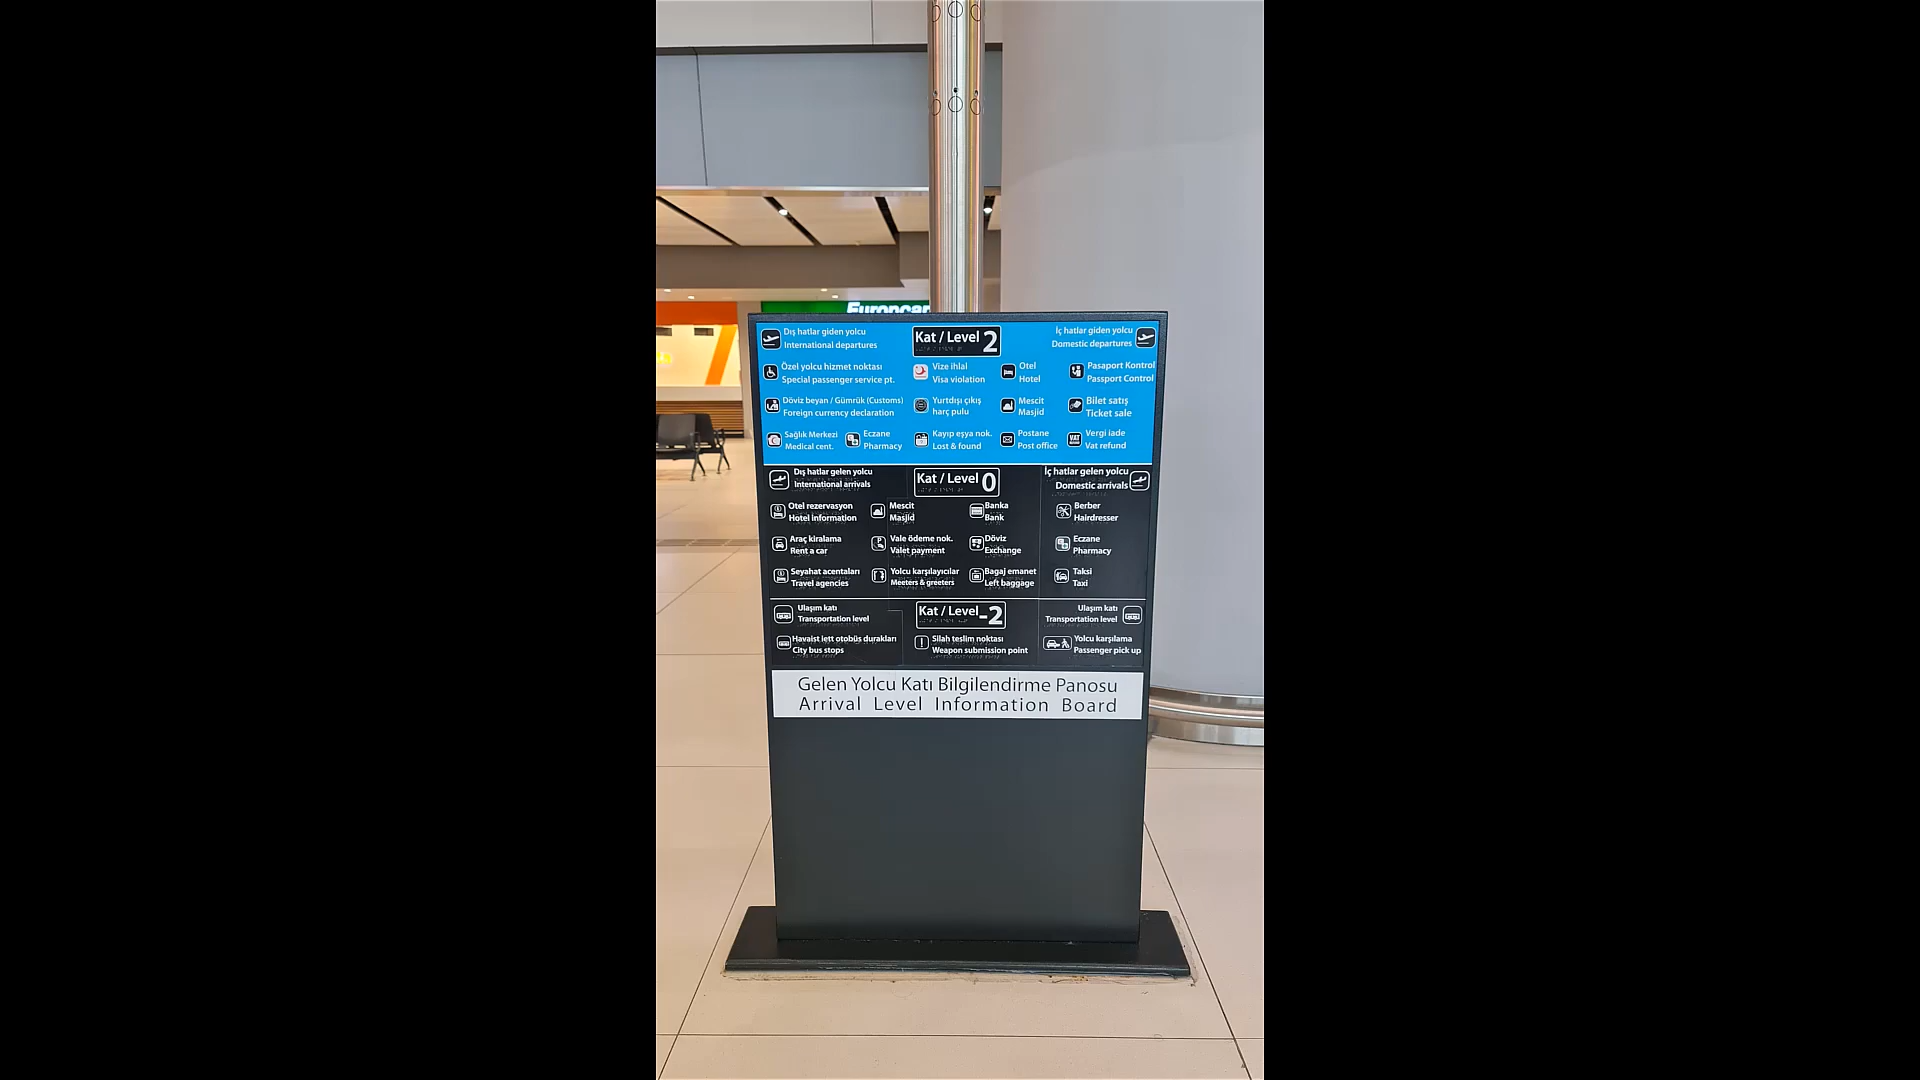 Europcar
Dış hatlar giden yolcu
International departures
Kat / Level 2
İç hatlar giden yolcu
Domestic departures
Özel yolcu hizmet noktası
Special passenger service pt.
Vize ihlal
Visa violation
Otel
Hotel
Pasaport Kontrol
Passport Control
Döviz beyan / Gümrük (Customs)
Foreign currency declaration
Yurtdışı çıkış
harç pulu
Mescit
Masjid
Bilet satış
Ticket sale
Sağlık Merkezi
Medical cent.
Eczane
Pharmacy
Kayıp eşya nok.
Lost & found
Postane
Post office
VAT
Vergi iade
Vat refund
Dış hatlar gelen yolcu
International arrivals
Kat / Level 0
İç hatlar gelen yolcu
Domestic arrivals
Otel rezervasyon
Hotel information
Mescit
Masjid
Banka
Bank
Berber
Hairdresser
Araç kiralama
Rent a car
Vale ödeme nok.
Valet payment
Döviz
Exchange
Eczane
Pharmacy
Seyahat acentaları
Travel agencies
Yolcu karşılayıcılar
Meeters & greeters
Bagaj emanet
Left baggage
Taksi
Taxi
Ulaşım katı
Transportation level
Kat / Level -2
Ulaşım katı
Transportation level
Havaist iett otobüs durakları
City bus stops
Silah teslim noktası
Weapon submission point
Yolcu karşılama
Passenger pick up
Gelen Yolcu Katı Bilgilendirme Panosu
Arrival Level Information Board